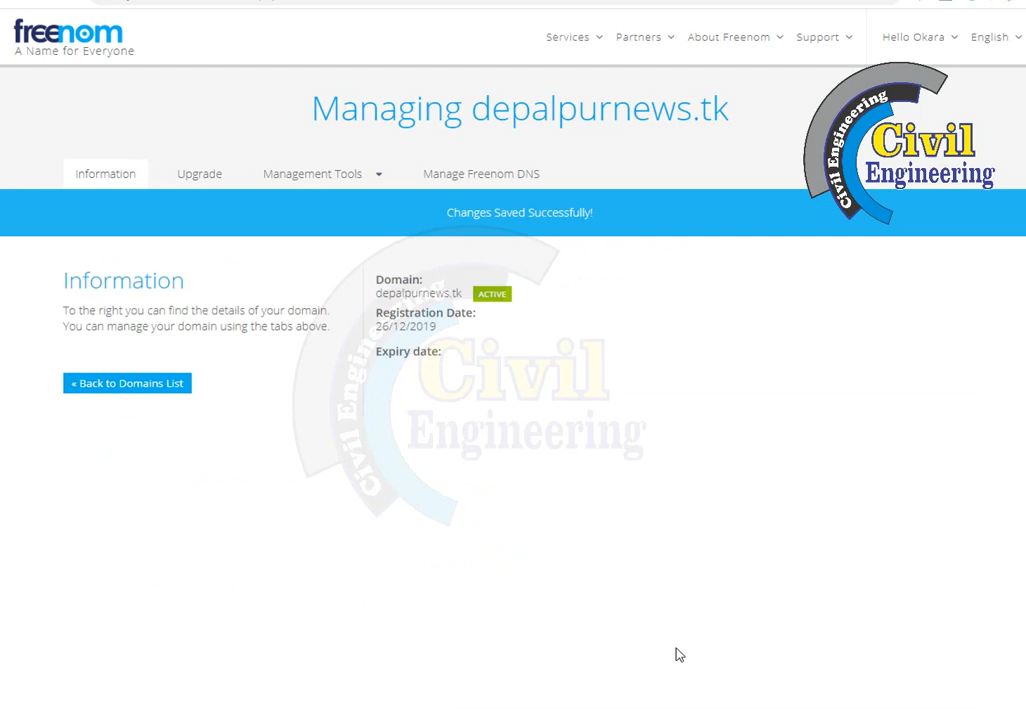 freenom
A Name for Everyone
Services
Partners
About Freenom
Support
Hello Okara
English
Managing depalpurnews.tk
Civil Engineering
Civil
Engineering
Information
Upgrade
Management Tools
Manage Freenom DNS
Changes Saved Successfully!
Information
To the right you can find the details of your domain.
You can manage your domain using the tabs above.
« Back to Domains List
Domain:
depalpurnews.tk ACTIVE
Registration Date:
26/12/2019
Expiry date:
Civil Engineering
Civil
Engineering